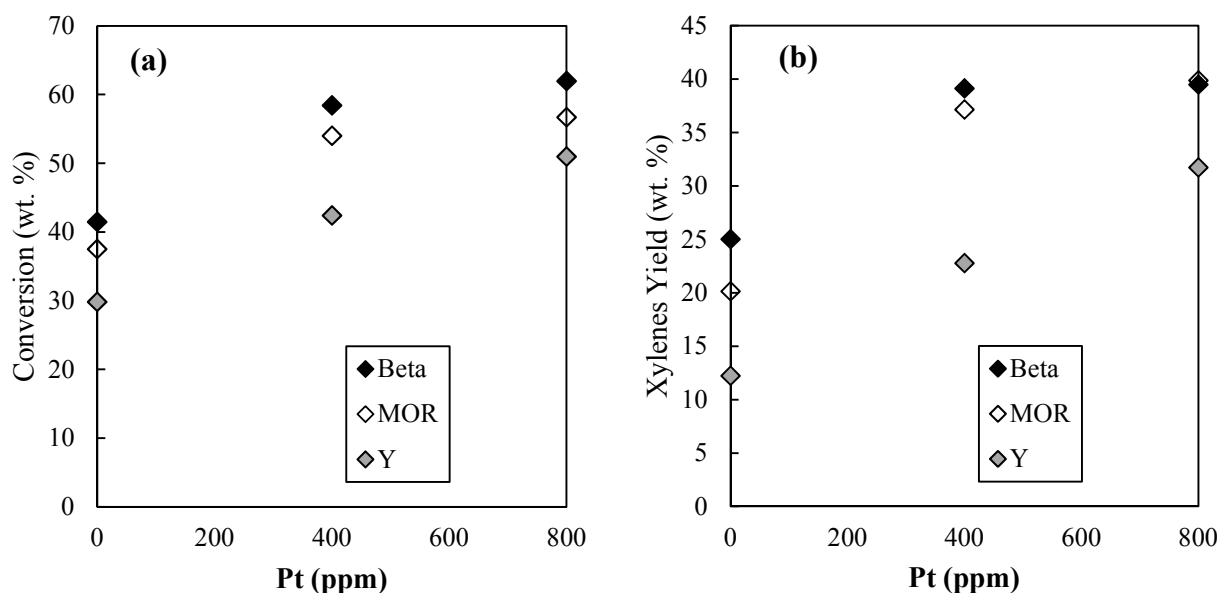 (a)
Conversion (wt. %)
70
60
50
40
30
20
10
0
Beta
MOR
Y
0 200 400 600 800
Pt (ppm)
(b)
Xylenes Yield (wt. %)
45
40
35
30
25
20
15
10
5
0
Beta
MOR
Y
0 200 400 600 800
Pt (ppm)